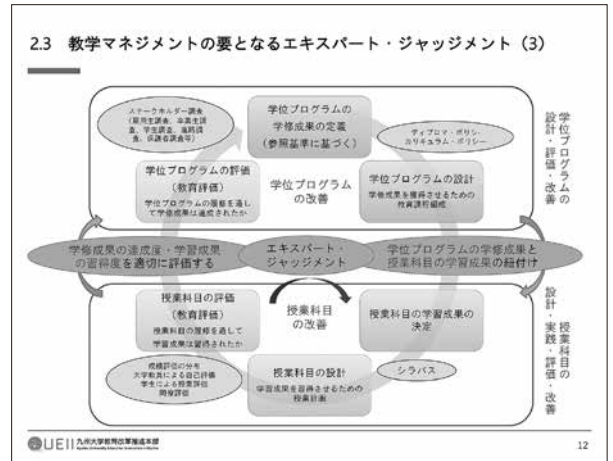 2.3 教学マネジメントの要となるエキスパート・ジャッジメント（3）
ステークホルダー調査
（雇用主調査、卒業生調
査、学生調査、進路調
査、保護者調査等）
学位プログラムの
学修成果の定義
（参照基準に基づく）
ディプロマ・ポリシー
カリキュラム・ポリシー
学位プログラムの評価
（教育評価）
学位プログラムの履修を通し
て学修成果は達成されたか
学位プログラム
の改善
学位プログラムの設計
学修成果を獲得させるための
教育課程編成
学位プログラムの
設計・評価・改善
学修成果の達成度・学習成果
の習得度を適切に評価する
エキスパート・
ジャッジメント
学位プログラムの学修成果と
授業科目の学習成果の紐付け
授業科目の評価
（教育評価）
授業科目の履修を通して
学習成果は習得されたか
授業科目
の改善
授業科目の学習成果の
決定
成績評価の分布
大学教員による自己評価
学生による授業評価
同僚評価
授業科目の設計
学習成果を習得させるための
授業計画
シラバス
授業科目の
設計・実践・評価・改善
UEII 九州大学教育改革推進本部
12